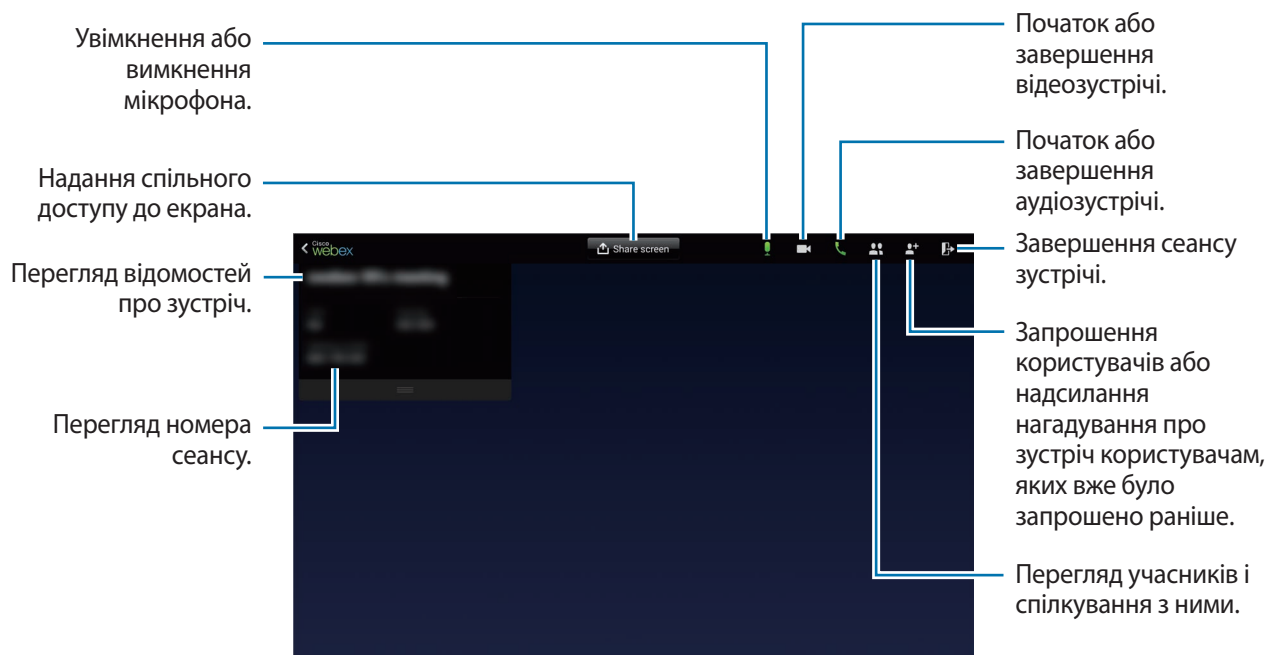 Увімкнення або
вимкнення
мікрофона.
Надання спільного
доступу до екрана.
Перегляд відомостей
про зустріч.
Перегляд номера
сеансу.
Cisco
webex
Share screen
Початок або
завершення
відеозустрічі.
Початок або
завершення
аудіозустрічі.
Завершення сеансу
зустрічі.
Запрошення
користувачів або
надсилання
нагадування про
зустріч користувачам,
яких вже було
запрошено раніше.
Перегляд учасників і
спілкування з ними.